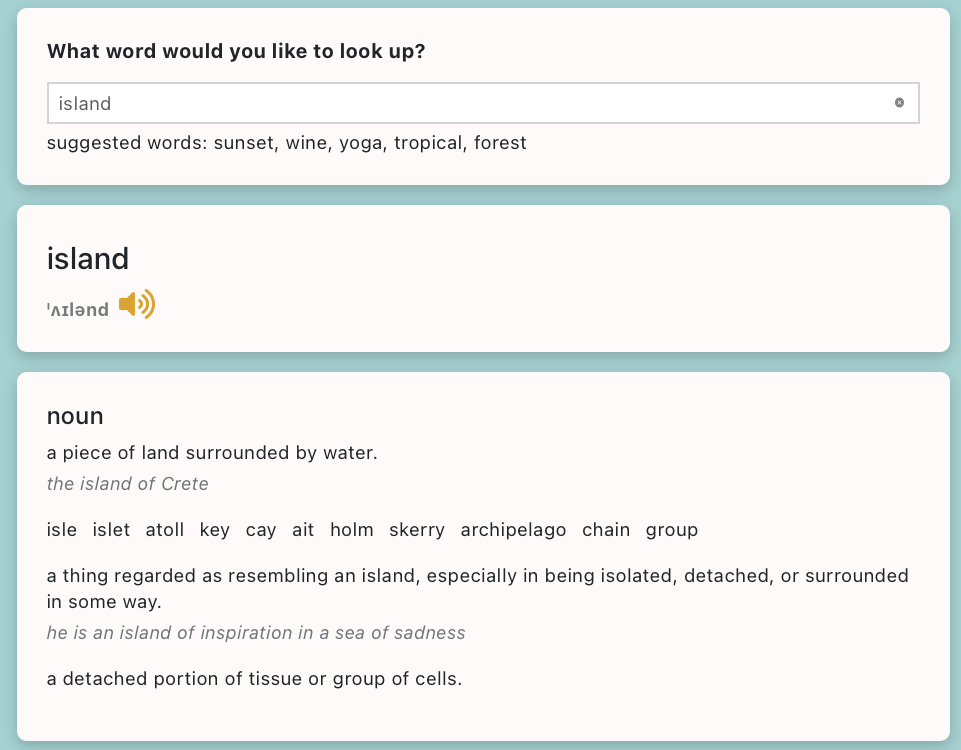 What word would you like to look up?
island
suggested words: sunset, wine, yoga, tropical, forest
island
ˈʌɪlənd
noun
a piece of land surrounded by water.
the island of Crete
isle islet atoll key cay ait holm skerry archipelago chain group
a thing regarded as resembling an island, especially in being isolated, detached, or surrounded
in some way.
he is an island of inspiration in a sea of sadness
a detached portion of tissue or group of cells.